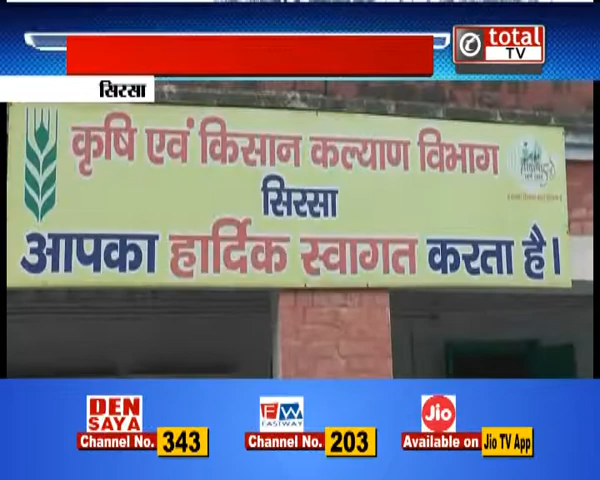 total
TV
सिरसा
कृषि एवं किसान कल्याण विभाग
सिरसा
आपका हार्दिक स्वागत करता है।
DEN
SAYA
Channel No. 343
FW
FASTWAY
Channel No. 203
Jio
Available on Jio TV App